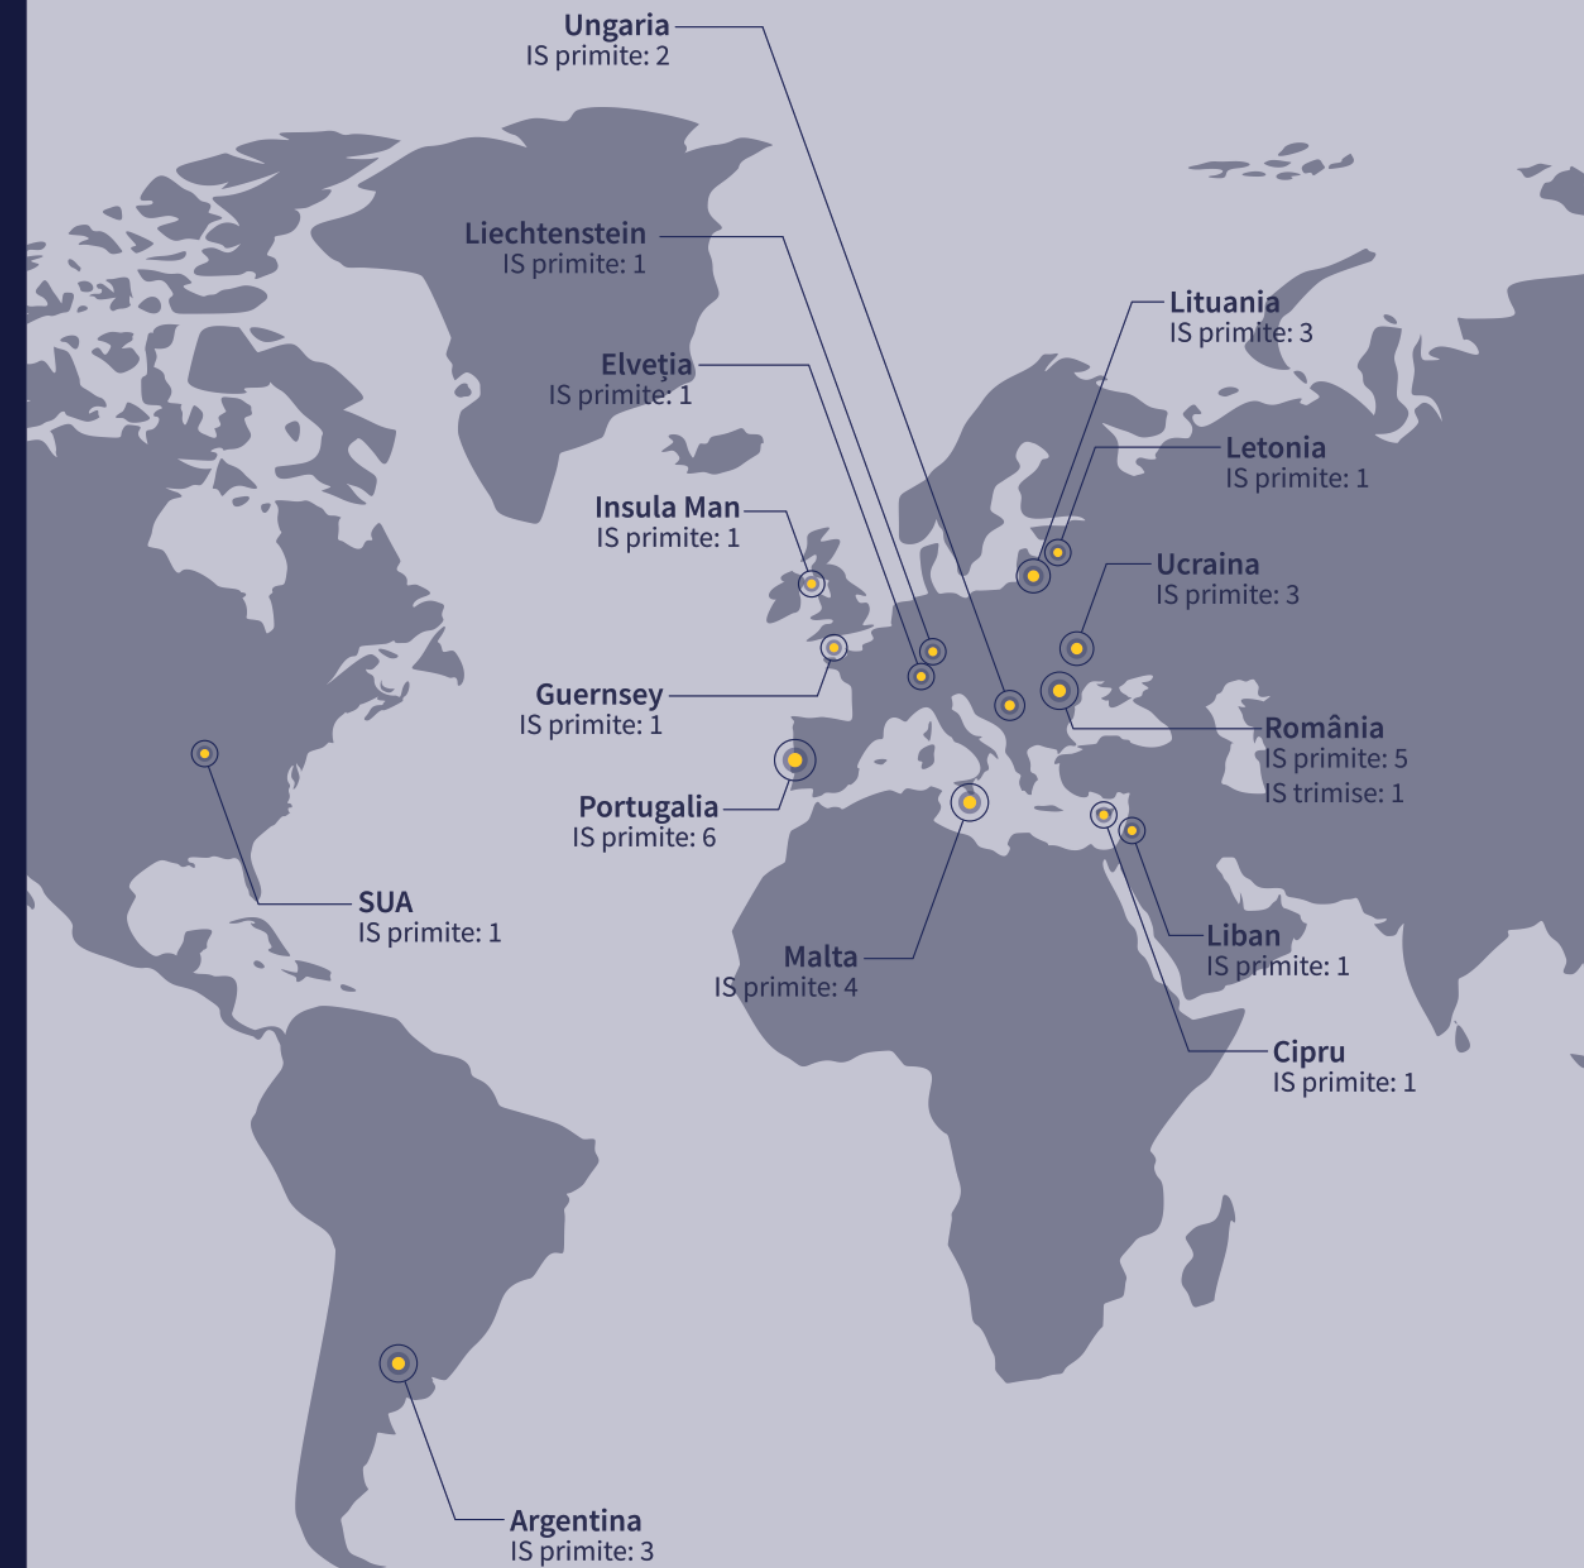 Ungaria
IS primite: 2
Liechtenstein
IS primite: 1
Lituania
IS primite: 3
Elveția
IS primite: 1
Letonia
IS primite: 1
Insula Man
IS primite: 1
Ucraina
IS primite: 3
Guernsey
IS primite: 1
România
IS primite: 5
IS trimise: 1
Portugalia
IS primite: 6
SUA
IS primite: 1
Liban
IS primite: 1
Malta
IS primite: 4
Cipru
IS primite: 1
Argentina
IS primite: 3